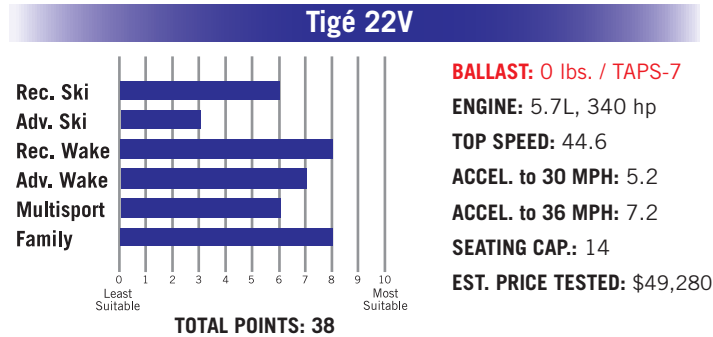 Tigé 22V
Rec. Ski
Adv. Ski
Rec. Wake
Adv. Wake
Multisport
Family
0 1 2 3 4 5 6 7 8 9 10
Least Suitable
Most Suitable
TOTAL POINTS: 38
BALLAST: 0 lbs. / TAPS-7
ENGINE: 5.7L, 340 hp
TOP SPEED: 44.6
ACCEL. to 30 MPH: 5.2
ACCEL. to 36 MPH: 7.2
SEATING CAP.: 14
EST. PRICE TESTED: $49,280